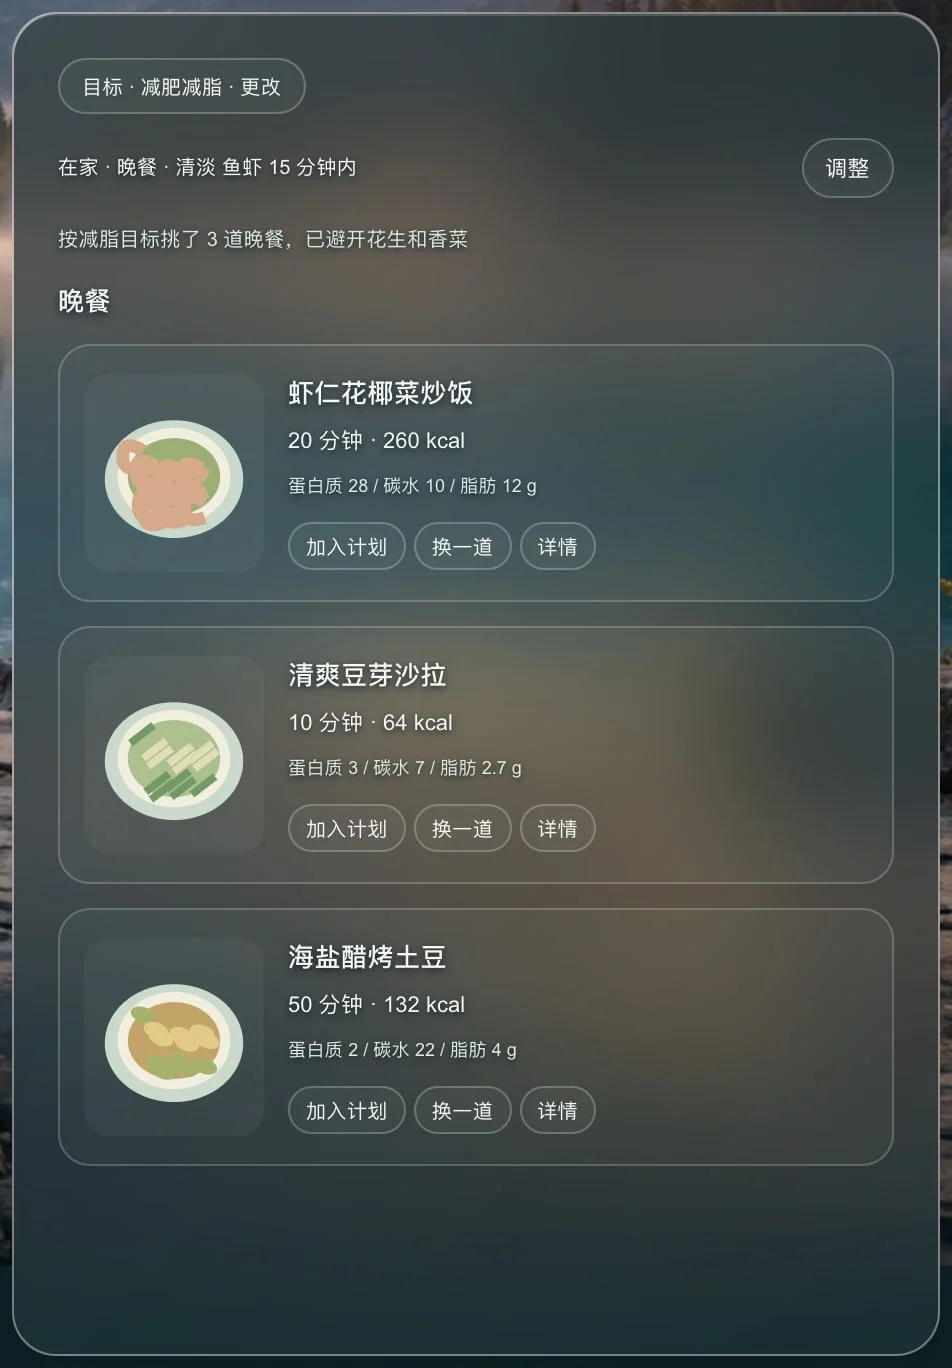 目标 · 减肥减脂 · 更改
在家 · 晚餐 · 清淡 鱼虾 15 分钟内
调整
按减脂目标挑了 3 道晚餐，已避开花生和香菜
晚餐
虾仁花椰菜炒饭
20 分钟 · 260 kcal
蛋白质 28 / 碳水 10 / 脂肪 12 g
加入计划 换一道 详情
清爽豆芽沙拉
10 分钟 · 64 kcal
蛋白质 3 / 碳水 7 / 脂肪 2.7 g
加入计划 换一道 详情
海盐醋烤土豆
50 分钟 · 132 kcal
蛋白质 2 / 碳水 22 / 脂肪 4 g
加入计划 换一道 详情